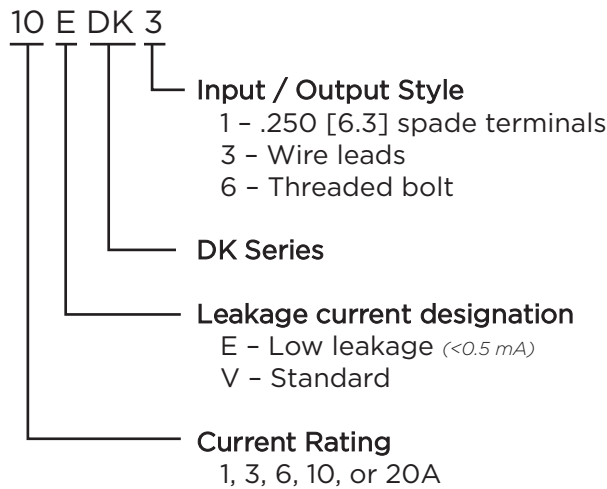 10 E DK 3
Input / Output Style
1 – .250 [6.3] spade terminals
3 – Wire leads
6 – Threaded bolt
DK Series
Leakage current designation
E – Low leakage (<0.5 mA)
V – Standard
Current Rating
1, 3, 6, 10, or 20A